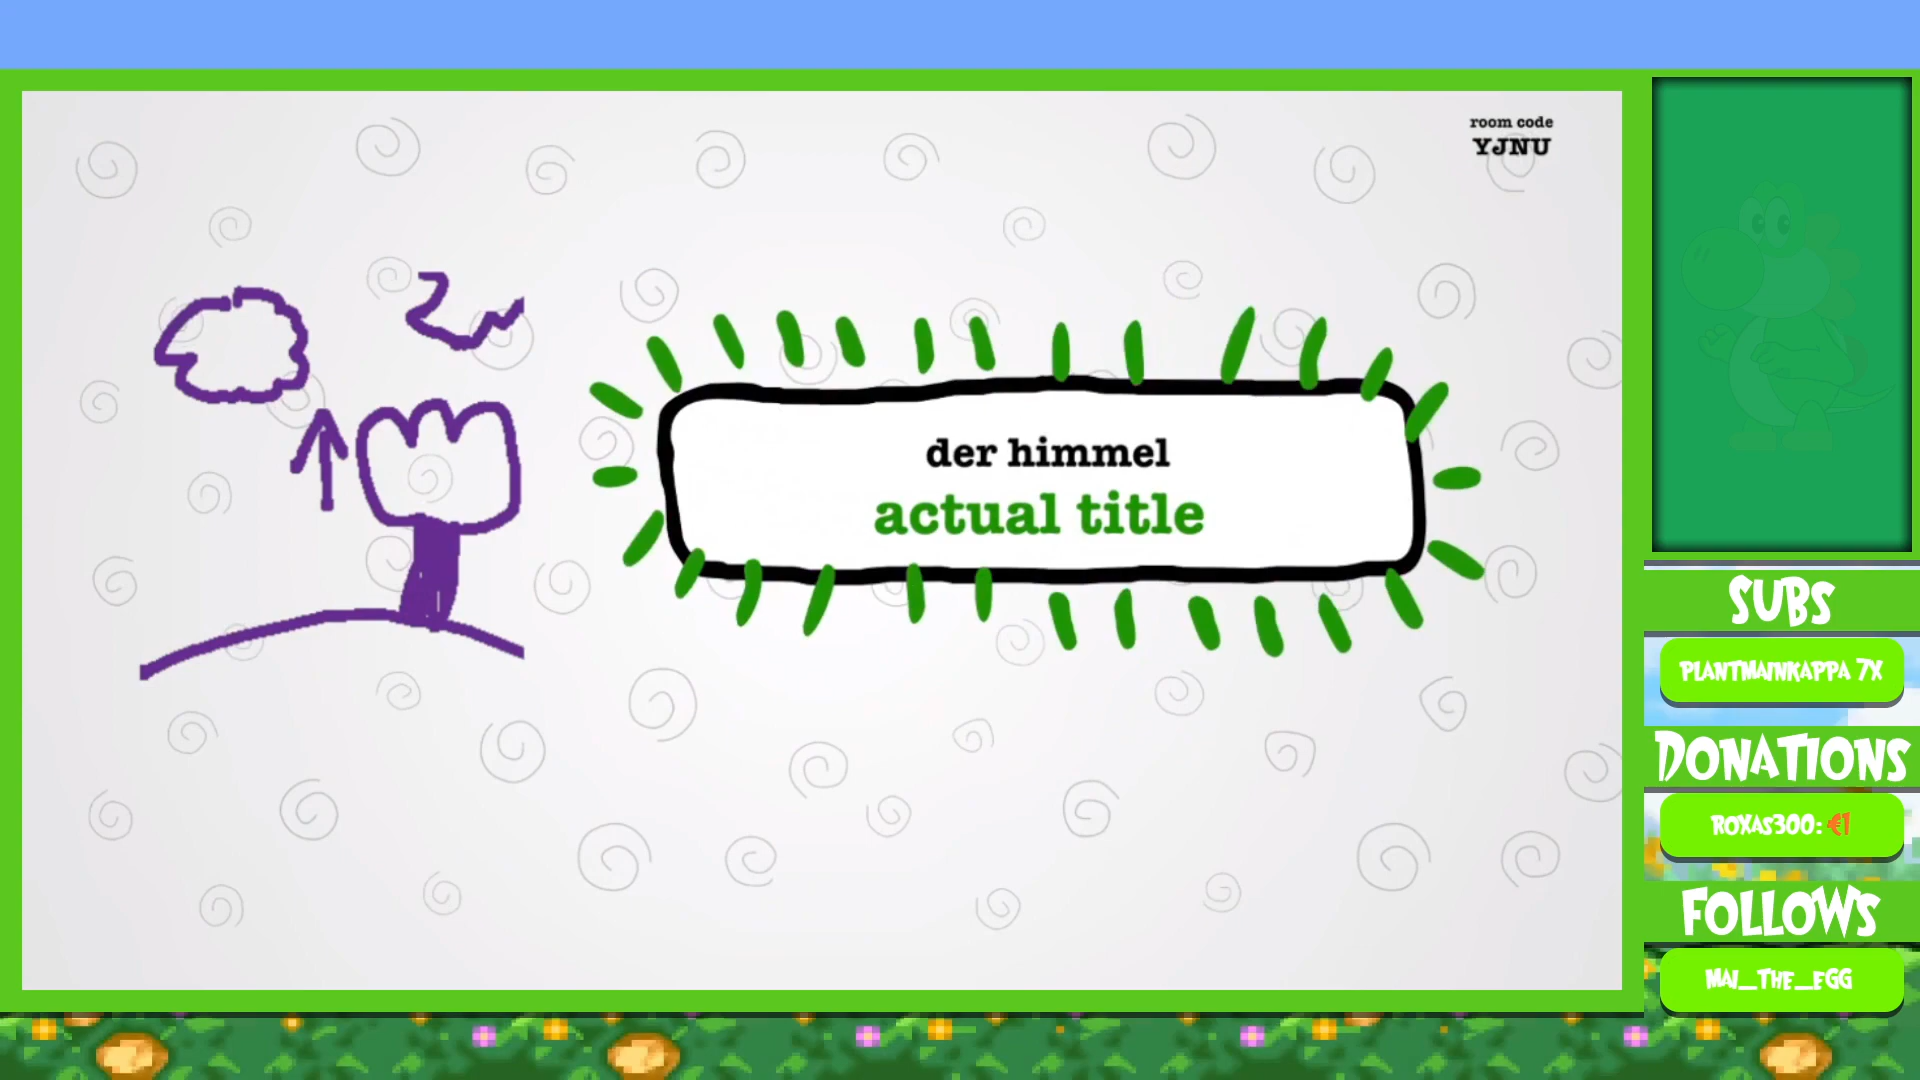 room code
YJNU
der himmel
actual title
SUBS
PLANTMAINKAPPA 7X
DONATIONS
ROXAS300: €1
FOLLOWS
MAI_THE_EGG